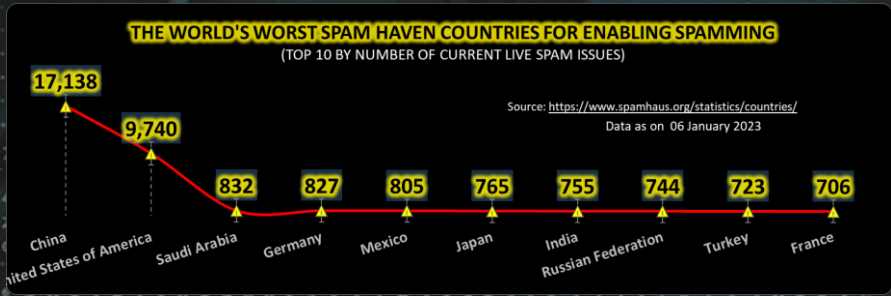 THE WORLD'S WORST SPAM HAVEN COUNTRIES FOR ENABLING SPAMMING
(TOP 10 BY NUMBER OF CURRENT LIVE SPAM ISSUES)
Source: https://www.spamhaus.org/statistics/countries/
Data as on 06 January 2023
17,138
9,740
832
827
805
765
755
744
723
706
China
nited States of America
Saudi Arabia
Germany
Mexico
Japan
India
Russian Federation
Turkey
France